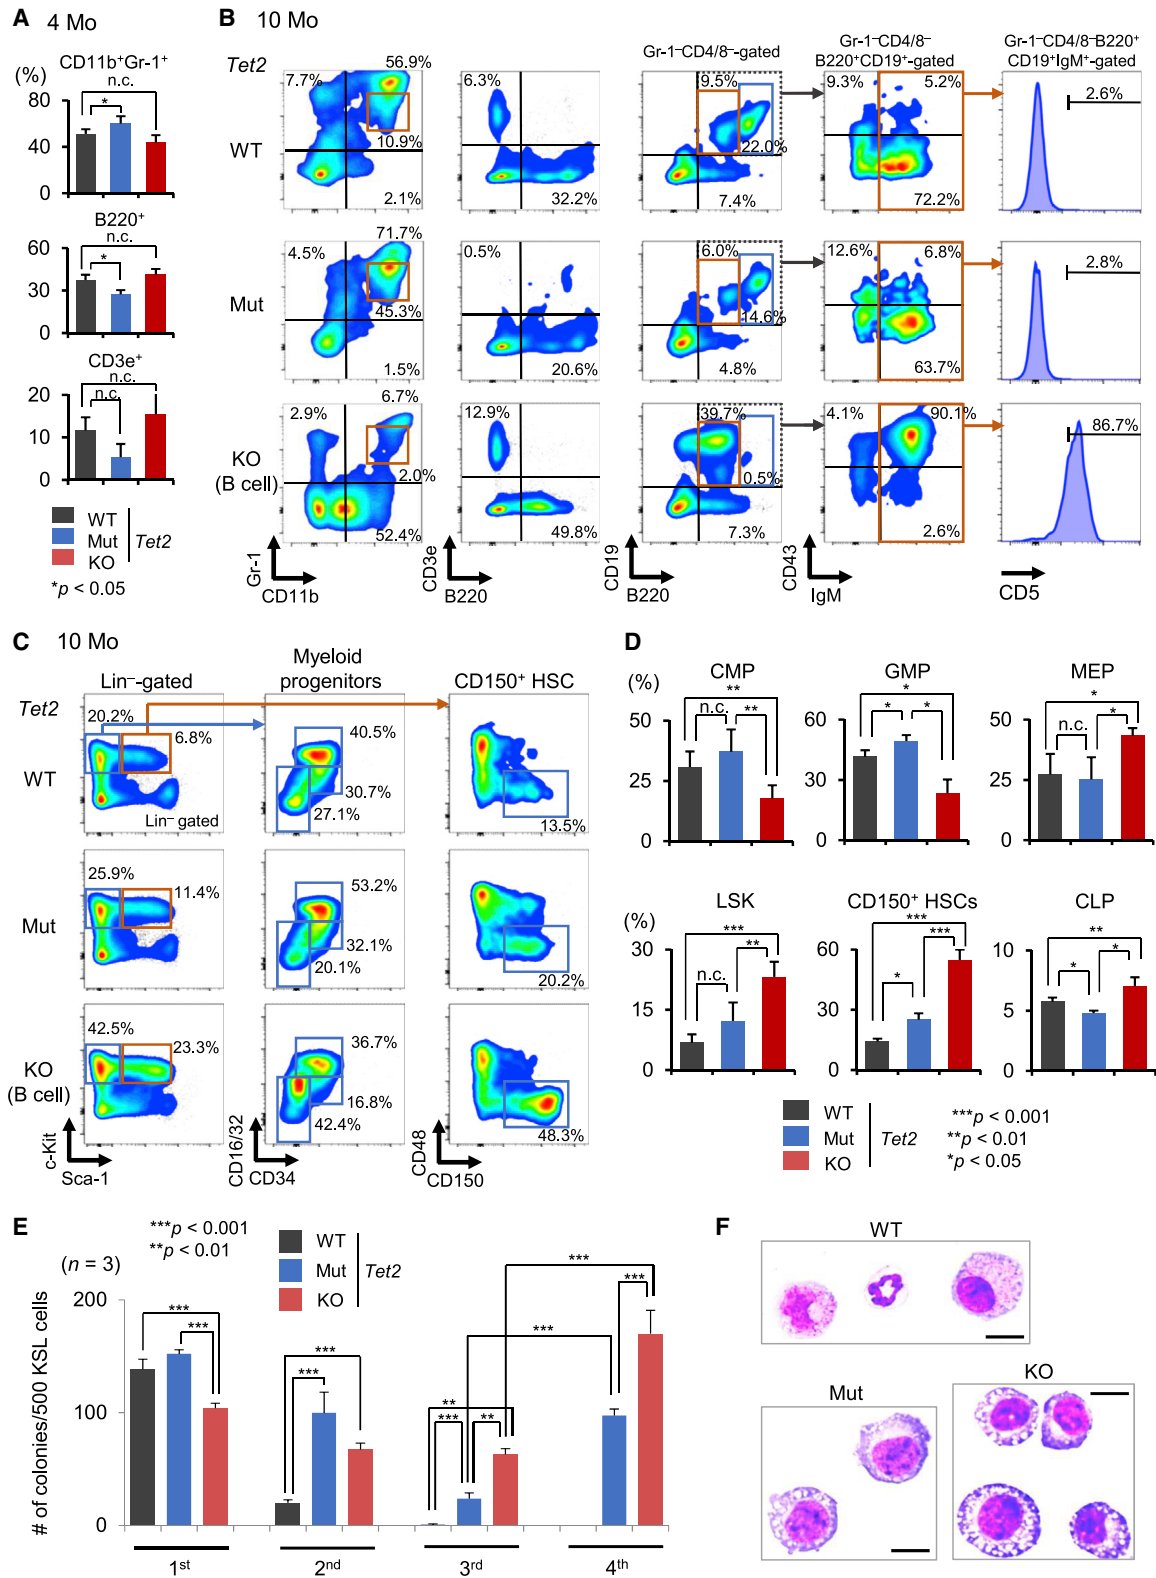 A 4 Mo
CD11b⁺Gr-1⁺
(%)
n.c.
*
80
40
0
B220⁺
n.c.
*
60
30
0
CD3e⁺
n.c.
n.c.
20
10
0
WT
Mut
KO
Tet2
*p < 0.05
B 10 Mo
Gr-1⁻CD4/8⁻-gated
Gr-1⁻CD4/8⁻
B220⁺CD19⁺-gated
Gr-1⁻CD4/8⁻B220⁺
CD19⁺IgM⁺-gated
Tet2
WT
7.7%
56.9%
10.9%
2.1%
6.3%
32.2%
9.5%
22.0%
7.4%
9.3%
5.2%
72.2%
2.6%
Mut
4.5%
71.7%
45.3%
1.5%
0.5%
20.6%
6.0%
14.6%
4.8%
12.6%
6.8%
63.7%
2.8%
KO
(B cell)
2.9%
6.7%
2.0%
52.4%
12.9%
49.8%
39.7%
0.5%
7.3%
4.1%
90.1%
2.6%
86.7%
Gr-1
CD11b
CD3e
B220
CD19
B220
CD43
IgM
CD5
C 10 Mo
Lin⁻-gated
Myeloid
progenitors
CD150⁺ HSC
Tet2
WT
20.2%
6.8%
Lin⁻ gated
40.5%
30.7%
27.1%
13.5%
Mut
25.9%
11.4%
53.2%
32.1%
20.1%
20.2%
KO
(B cell)
42.5%
23.3%
36.7%
16.8%
42.4%
48.3%
c-Kit
Sca-1
CD16/32
CD34
CD48
CD150
D
(%)
CMP
**
n.c.
**
50
25
0
GMP
*
*
*
60
30
0
MEP
*
n.c.
*
50
25
0
(%)
LSK
***
n.c.
**
30
15
0
CD150⁺ HSCs
***
***
*
60
30
0
CLP
**
*
*
10
5
0
WT
Mut
KO
Tet2
***p < 0.001
**p < 0.01
*p < 0.05
E
***p < 0.001
**p < 0.01
(n = 3)
WT
Mut
KO
Tet2
# of colonies/500 KSL cells
200
100
0
***
***
***
***
**
***
**
***
***
***
1st
2nd
3rd
4th
F
WT
Mut
KO